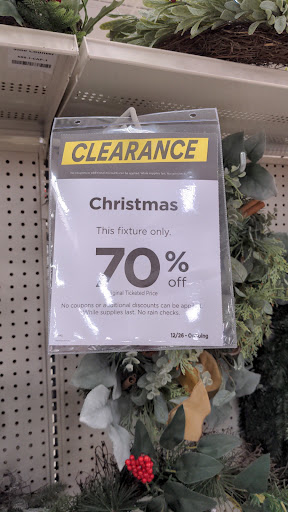 CLEARANCE
Christmas
This fixture only.
70% off
Original Ticketed Price
No coupons or additional discounts can be applied.
While supplies last. No rain checks.
12/26 - Ongoing